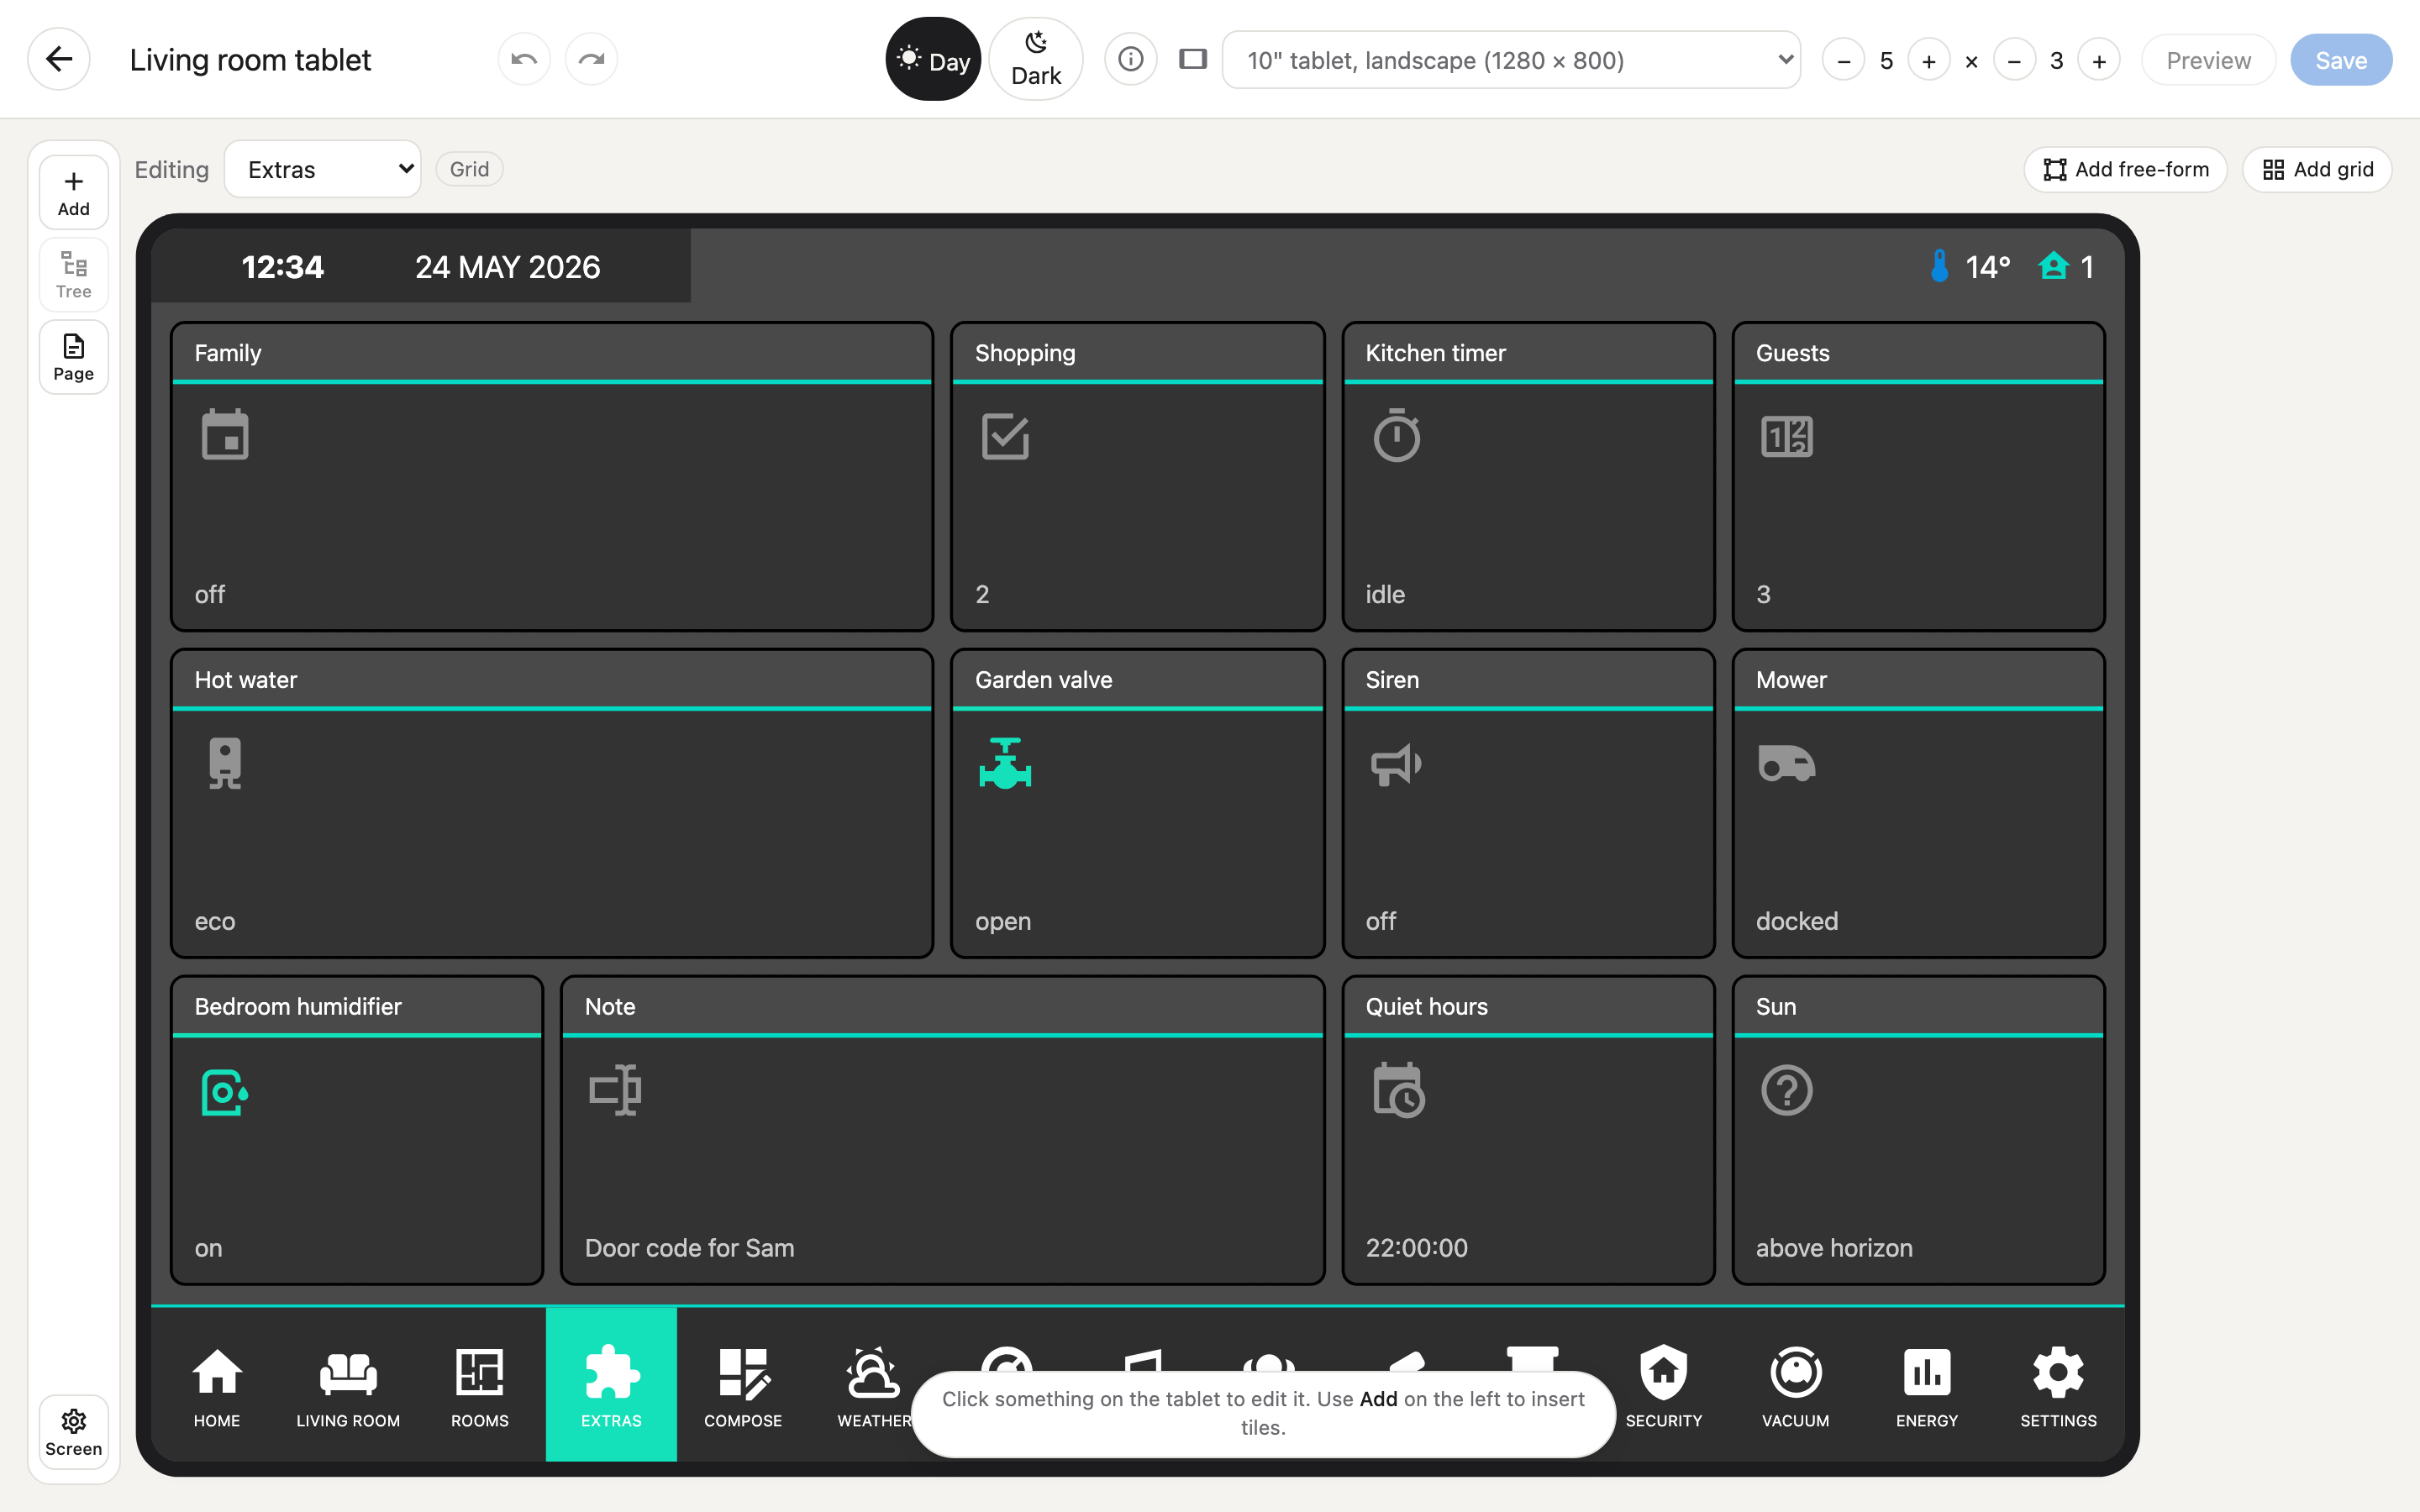 Living room tablet
Day
Dark
10" tablet, landscape (1280 × 800)
− 5 + × − 3 +
Preview
Save
Add
Tree
Page
Screen
Editing
Extras
Grid
Add free-form
Add grid
12:34
24 MAY 2026
14°
1
Family
off
Shopping
2
Kitchen timer
idle
Guests
3
Hot water
eco
Garden valve
open
Siren
off
Mower
docked
Bedroom humidifier
on
Note
Door code for Sam
Quiet hours
22:00:00
Sun
above horizon
HOME
LIVING ROOM
ROOMS
EXTRAS
COMPOSE
WEATHER
SECURITY
VACUUM
ENERGY
SETTINGS
Click something on the tablet to edit it. Use Add on the left to insert
tiles.